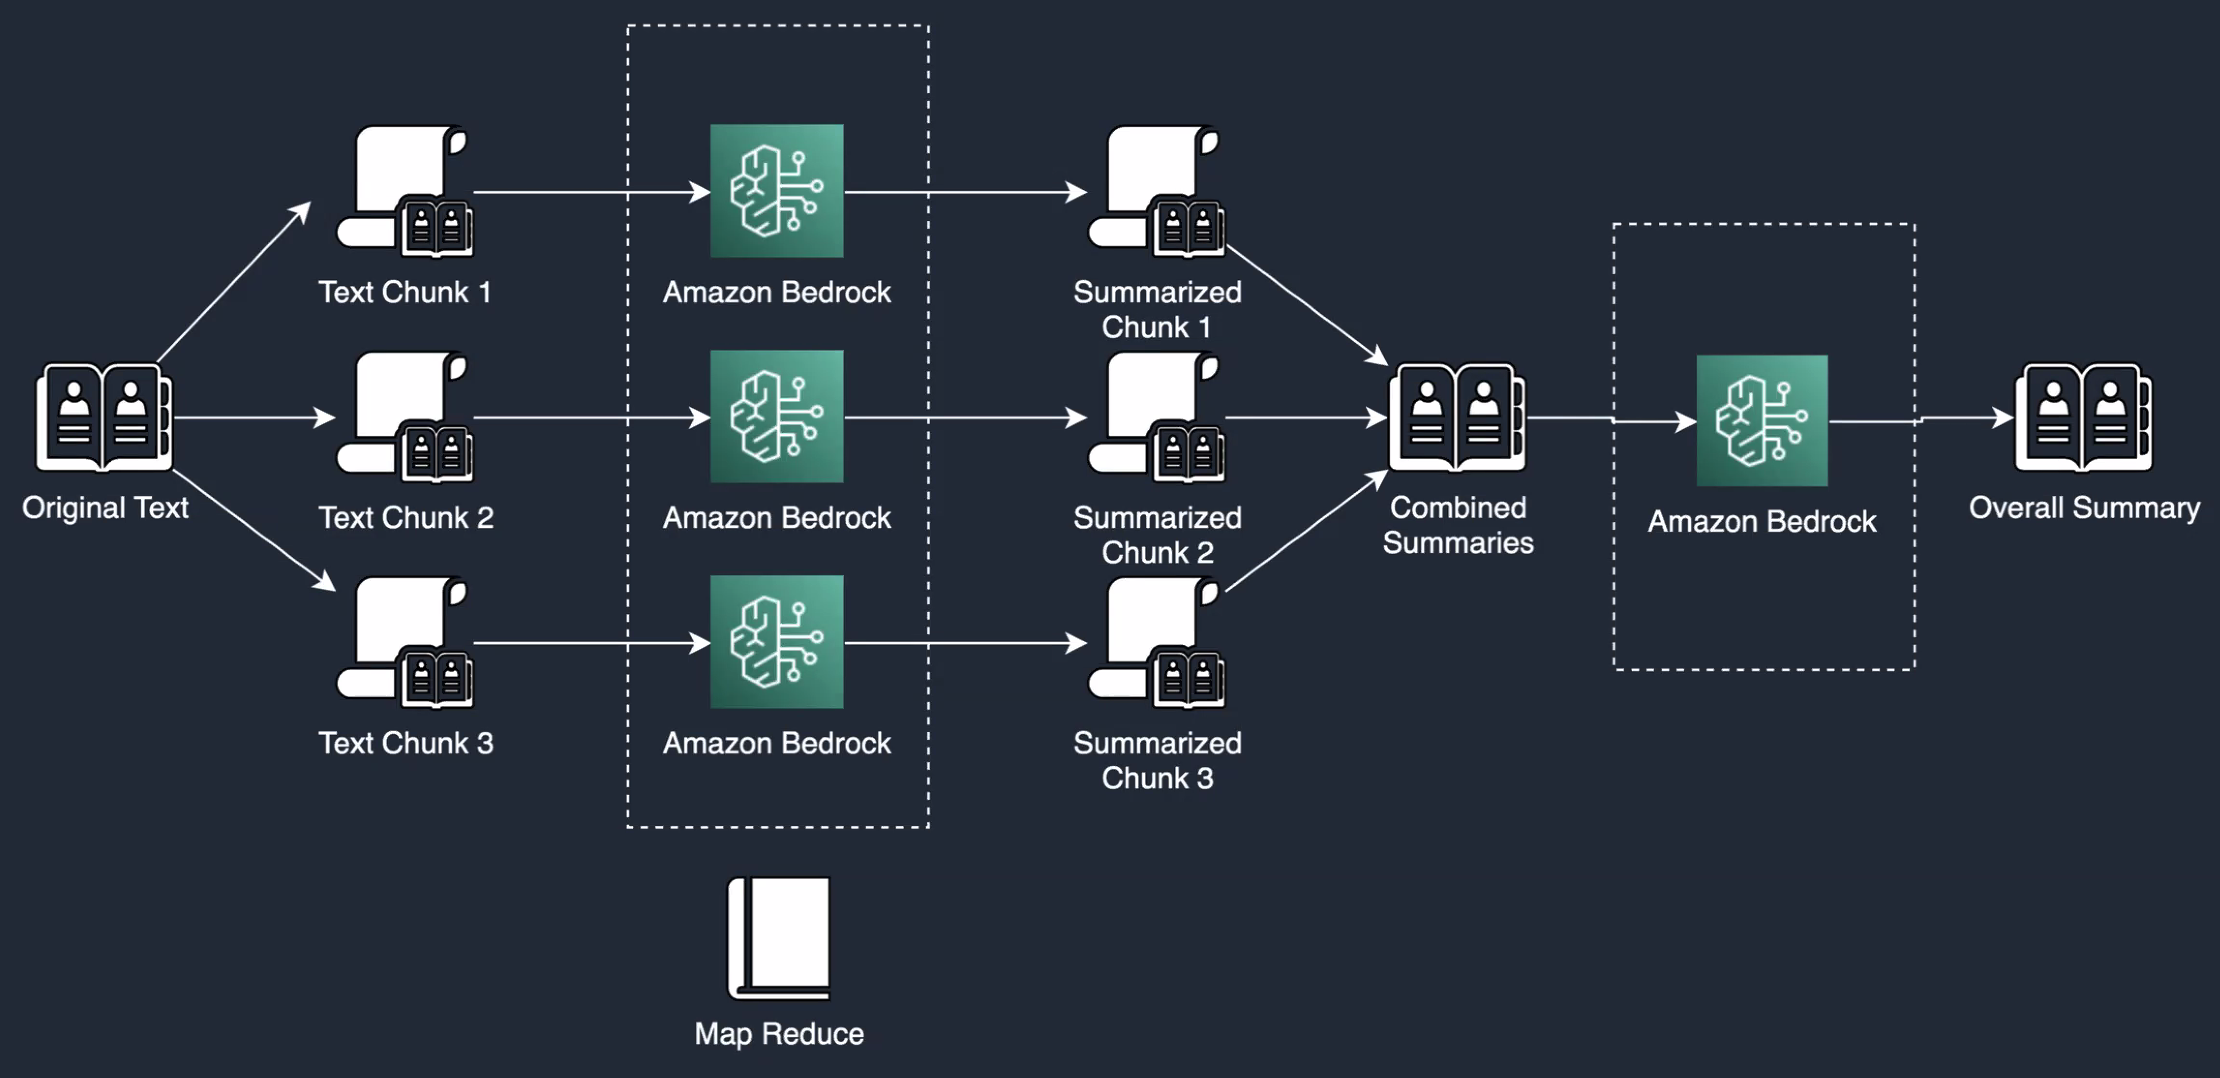 Original Text
Text Chunk 1
Text Chunk 2
Text Chunk 3
Amazon Bedrock
Amazon Bedrock
Amazon Bedrock
Summarized
Chunk 1
Summarized
Chunk 2
Summarized
Chunk 3
Combined
Summaries
Amazon Bedrock
Overall Summary
Map Reduce